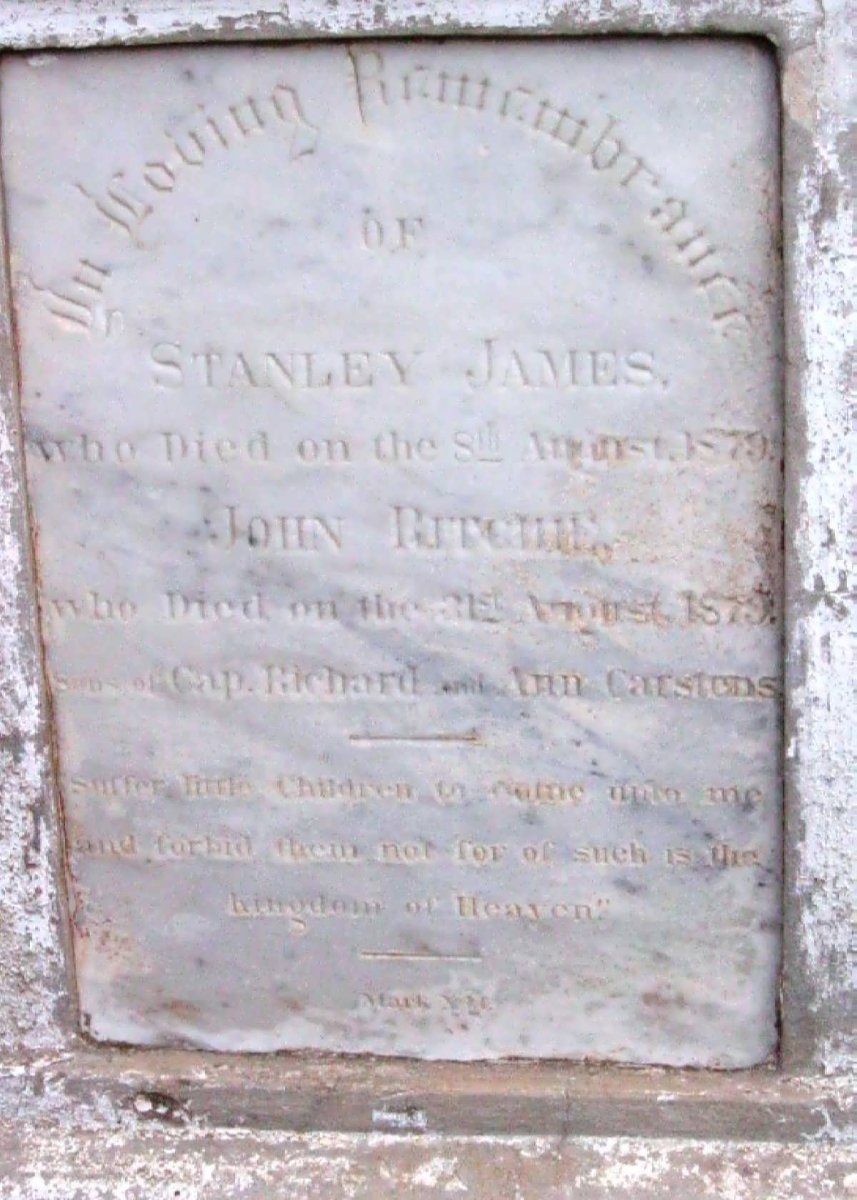 In Loving Remembrance
OF
STANLEY JAMES.
who Died on the 8th August, 1879.
JOHN RITCHIE,
who Died on the 21st August, 1879.
Sons of Cap. Richard and Ann Carstens
Suffer little Children to come unto me
and forbid them not for of such is the
kingdom of Heaven."
Mark